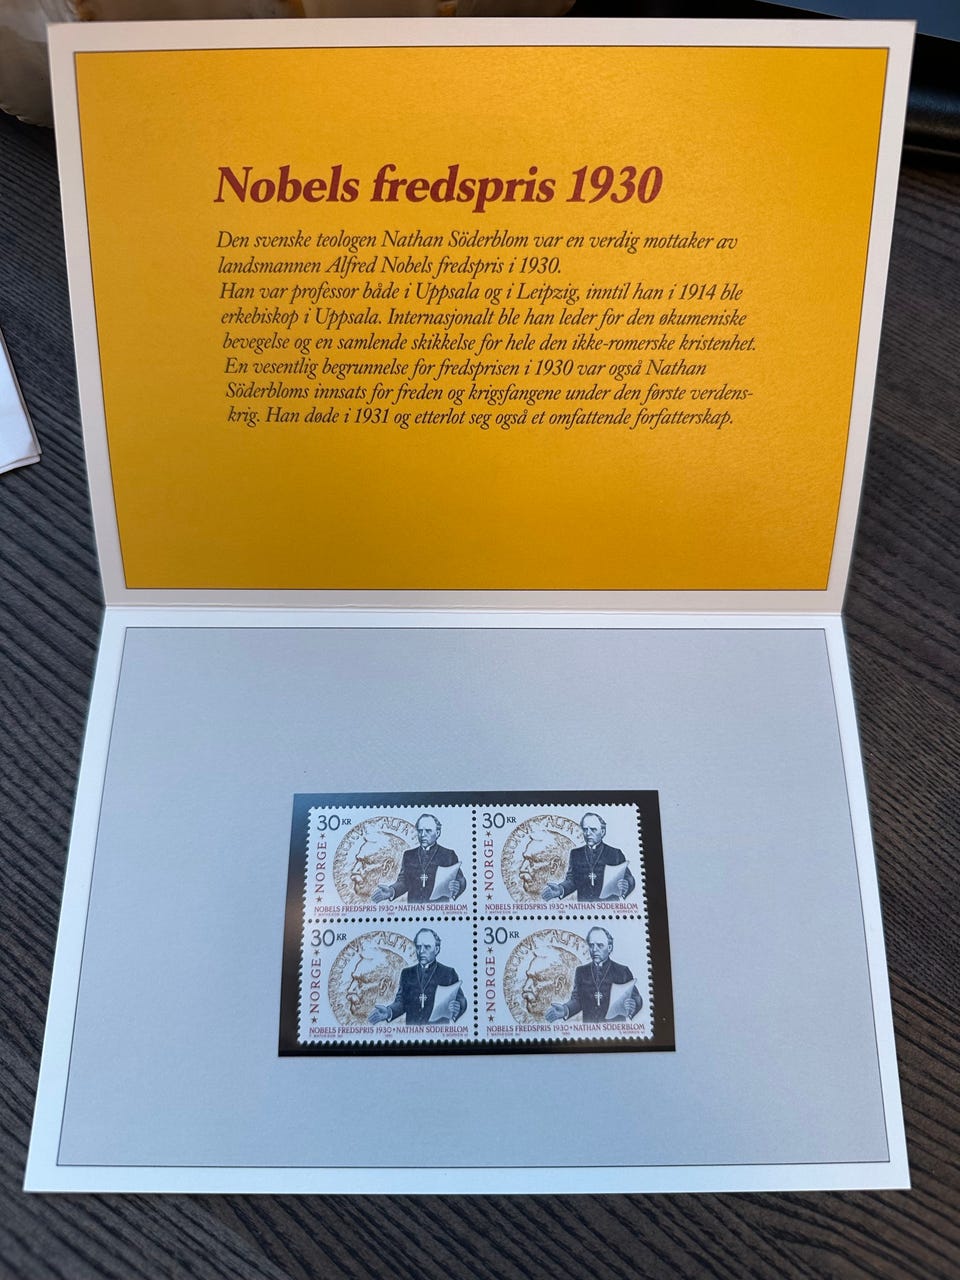 Nobels fredspris 1930
Den svenske teologen Nathan Söderblom var en verdig mottaker av
landsmannen Alfred Nobels fredspris i 1930.
Han var professor både i Uppsala og i Leipzig, inntil han i 1914 ble
erkebiskop i Uppsala. Internasjonalt ble han leder for den økumeniske
bevegelse og en samlende skikkelse for hele den ikke-romerske kristenhet.
En vesentlig begrunnelse for fredsprisen i 1930 var også Nathan
Söderbloms innsats for freden og krigsfangene under den første verdens-
krig. Han døde i 1931 og etterlot seg også et omfattende forfatterskap.
30 KR
NORGE
NOBELS FREDSPRIS 1930 • NATHAN SÖDERBLOM
30 KR
NORGE
NOBELS FREDSPRIS 1930 • NATHAN SÖDERBLOM
30 KR
NORGE
NOBELS FREDSPRIS 1930 • NATHAN SÖDERBLOM
30 KR
NORGE
NOBELS FREDSPRIS 1930 • NATHAN SÖDERBLOM